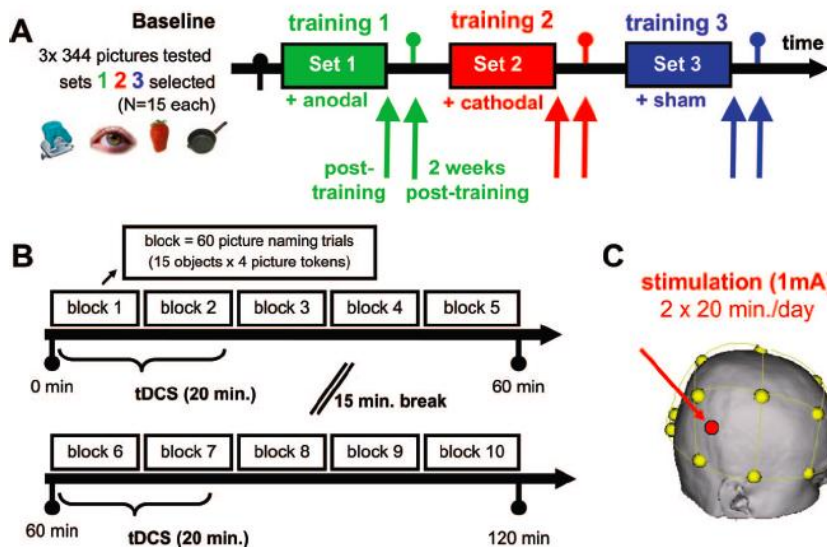 A
Baseline
3x 344 pictures tested
sets 1 2 3 selected
(N=15 each)
training 1
training 2
training 3
time
Set 1
Set 2
Set 3
+ anodal
+ cathodal
+ sham
post-
training
2 weeks
post-training
B
block = 60 picture naming trials
(15 objects x 4 picture tokens)
block 1
block 2
block 3
block 4
block 5
0 min
tDCS (20 min.)
60 min
15 min. break
block 6
block 7
block 8
block 9
block 10
60 min
tDCS (20 min.)
120 min
C
stimulation (1mA
2 x 20 min./day